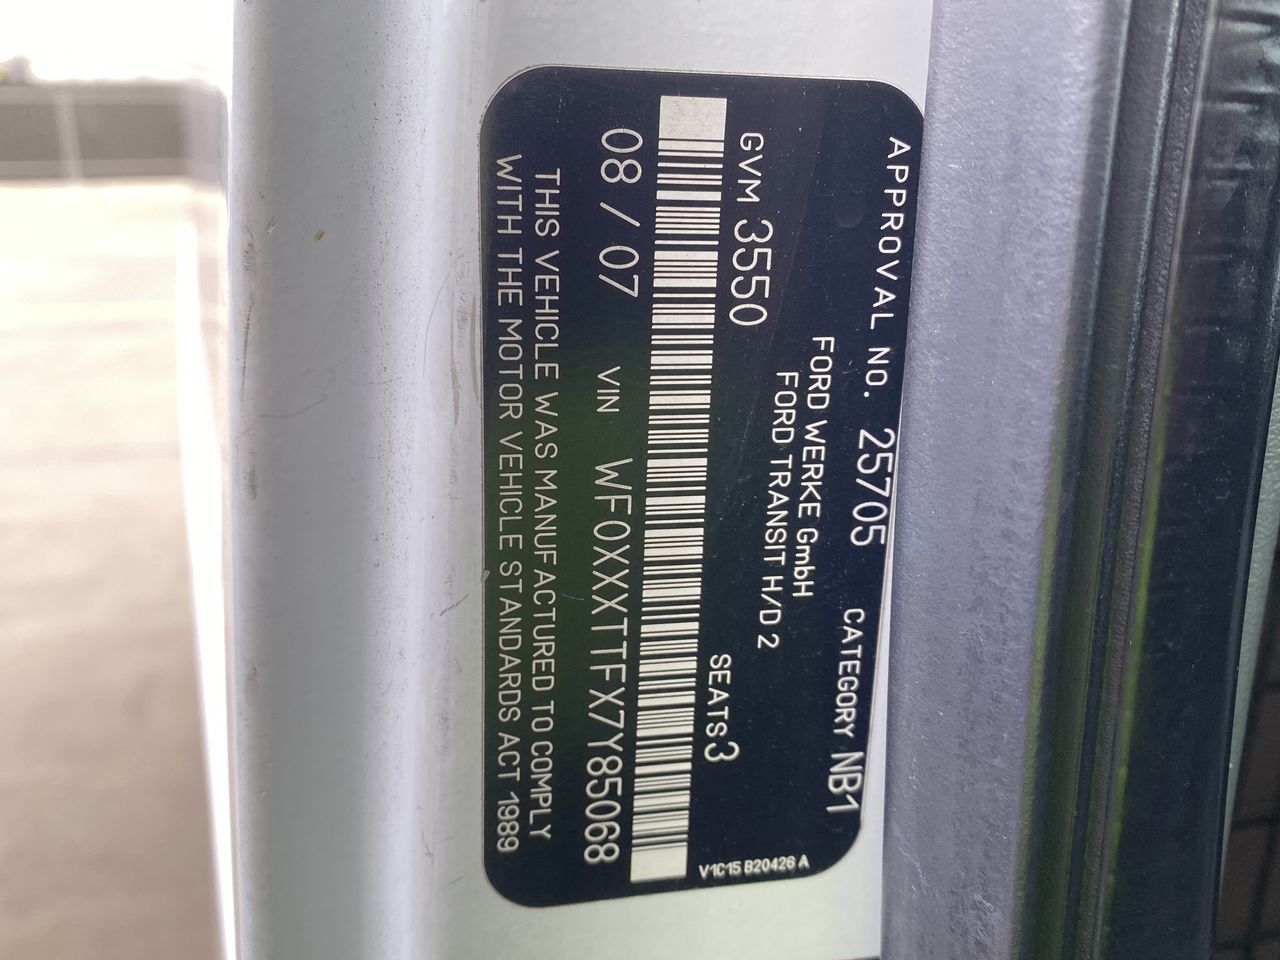 APPROVAL NO. 25705 CATEGORY NB1
FORD WERKE GmbH
FORD TRANSIT H/D 2
GVM 3550 SEATS 3
08 / 07 VIN WF0XXXTTFX7Y85068
THIS VEHICLE WAS MANUFACTURED TO COMPLY
WITH THE MOTOR VEHICLE STANDARDS ACT 1989
V1C15 B20426 A